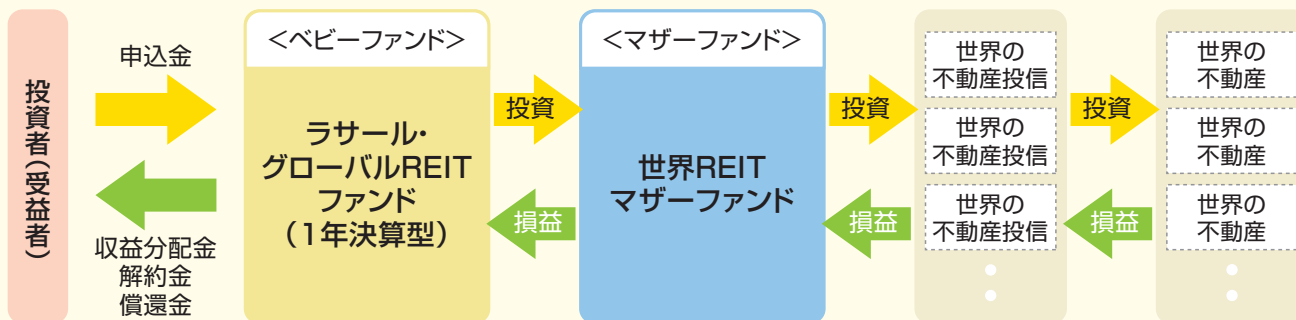 投資者(受益者)
申込金
収益分配金
解約金
償還金
<ベビーファンド>
ラサール・
グローバルREIT
ファンド
(1年決算型)
投資
損益
<マザーファンド>
世界REIT
マザーファンド
投資
損益
世界の
不動産投信
世界の
不動産投信
世界の
不動産投信
投資
損益
世界の
不動産
世界の
不動産
世界の
不動産